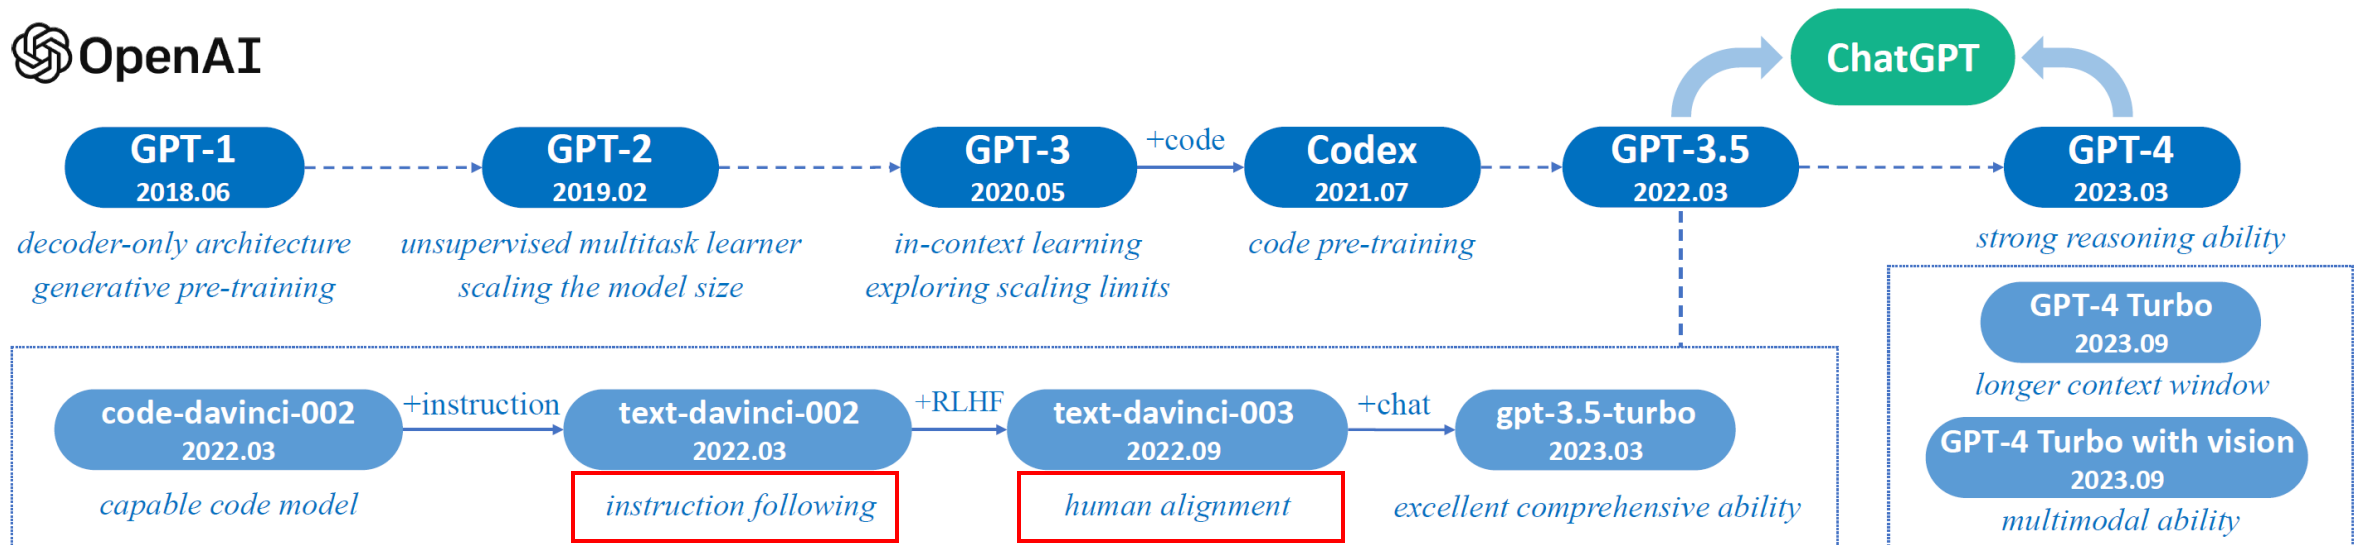 OpenAI
ChatGPT
GPT-1
2018.06
decoder-only architecture
generative pre-training
GPT-2
2019.02
unsupervised multitask learner
scaling the model size
GPT-3
2020.05
in-context learning
exploring scaling limits
+code
Codex
2021.07
code pre-training
GPT-3.5
2022.03
GPT-4
2023.03
strong reasoning ability
code-davinci-002
2022.03
capable code model
+instruction
text-davinci-002
2022.03
instruction following
+RLHF
text-davinci-003
2022.09
human alignment
+chat
gpt-3.5-turbo
2023.03
excellent comprehensive ability
GPT-4 Turbo
2023.09
longer context window
GPT-4 Turbo with vision
2023.09
multimodal ability